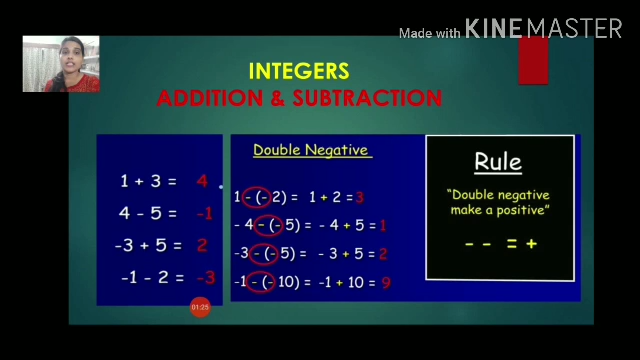 Made with KINEMASTER
INTEGERS
ADDITION & SUBTRACTION
1 + 3 = 4
4 - 5 = -1
-3 + 5 = 2
-1 - 2 = -3
01:25
Double Negative
1 - (- 2) = 1 + 2 = 3
- 4 - (- 5) = - 4 + 5 = 1
-3 - (- 5) = - 3 + 5 = 2
-1 - (- 10) = -1 + 10 = 9
Rule
"Double negative
make a positive"
- - = +